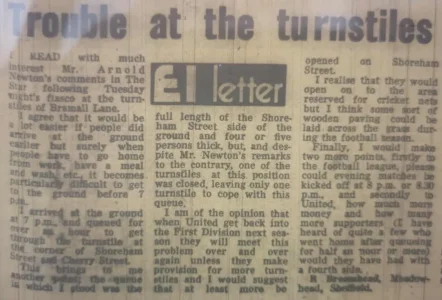 Trouble at the turnstiles
I READ with much
interest Mr. Arnold
Newton's comments in The
Star following Tuesday
night's fiasco at the turn-
stiles of Bramall Lane.
I agree that it would be
a lot easier if people did
arrive at the ground
earlier but surely when
people have to go home
from work, have a meal
and wash, etc., it becomes
particularly difficult to get
to the ground before 7
p.m.
I arrived at the ground
at 7 p.m. and queued for
over an hour to get
through the turnstile at
the corner of Shoreham
Street and Cherry Street.
This brings to me
another point; the queue
in which I stood was the
£1 letter
full length of the Shore-
ham Street side of the
ground and four or five
persons thick, but, and des-
pite Mr. Newton's remarks
to the contrary, one of the
turnstiles at this position
was closed, leaving only one
turnstile to cope with this
queue.
I am of the opinion that
when United get back into
the First Division next sea-
son they will meet this
problem over and over
again unless they make
provision for more turn-
stiles and I would suggest
that at least more be
opened on Shoreham
Street.
I realise that they would
open on to the area
reserved for cricket but
but I think some sort of
wooden paving could be
laid across the grass dur-
ing the football season.
Finally, I would make
two more points, firstly to
the football league, please
could evening matches be
kicked off at 8 p.m. or 8.30
p.m., and secondly to
United, how much more
money and how many
more supporters (I have
heard of quite a few who
went home after queueing
for half an hour or more)
would they have had with
a fourth side.
R Broomhead, Meadow-
head, Sheffield.